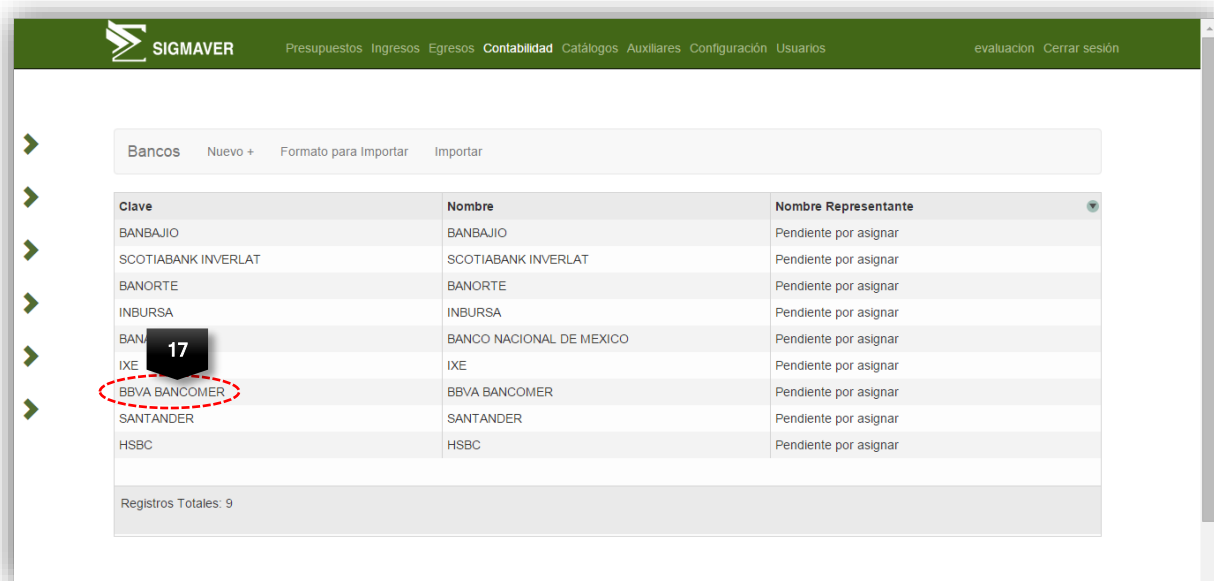 SIGMAVER Presupuestos Ingresos Egresos Contabilidad Catálogos Auxiliares Configuración Usuarios evaluacion Cerrar sesión
Bancos Nuevo + Formato para Importar Importar
Clave Nombre Nombre Representante
BANBAJIO BANBAJIO Pendiente por asignar
SCOTIABANK INVERLAT SCOTIABANK INVERLAT Pendiente por asignar
BANORTE BANORTE Pendiente por asignar
INBURSA INBURSA Pendiente por asignar
BANCO NACIONAL DE MEXICO Pendiente por asignar
17
IXE IXE Pendiente por asignar
BBVA BANCOMER BBVA BANCOMER Pendiente por asignar
SANTANDER SANTANDER Pendiente por asignar
HSBC HSBC Pendiente por asignar
Registros Totales: 9